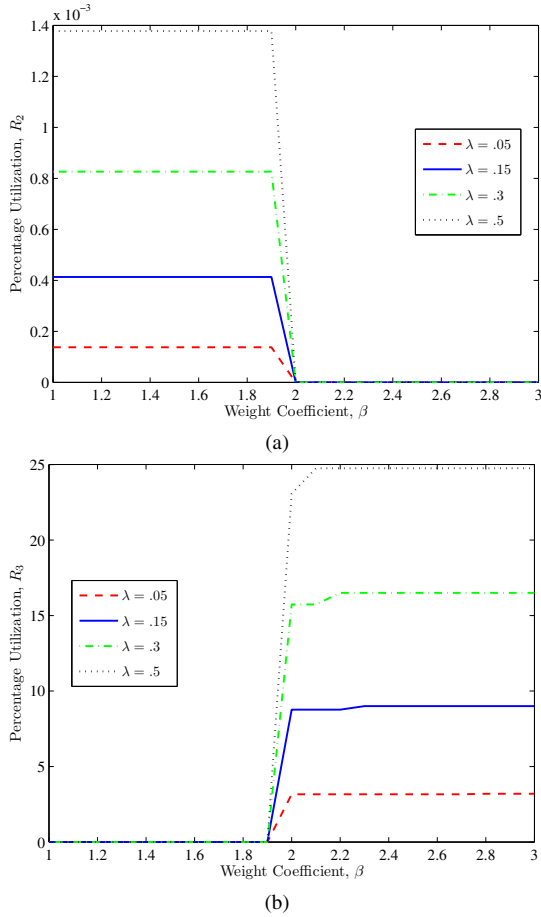 x 10^-3
1.4
1.2
1
0.8
0.6
0.4
0.2
0
Percentage Utilization, R_2
λ = .05
λ = .15
λ = .3
λ = .5
1 1.2 1.4 1.6 1.8 2 2.2 2.4 2.6 2.8 3
Weight Coefficient, β
(a)
25
20
15
10
5
0
Percentage Utilization, R_3
λ = .05
λ = .15
λ = .3
λ = .5
1 1.2 1.4 1.6 1.8 2 2.2 2.4 2.6 2.8 3
Weight Coefficient, β
(b)